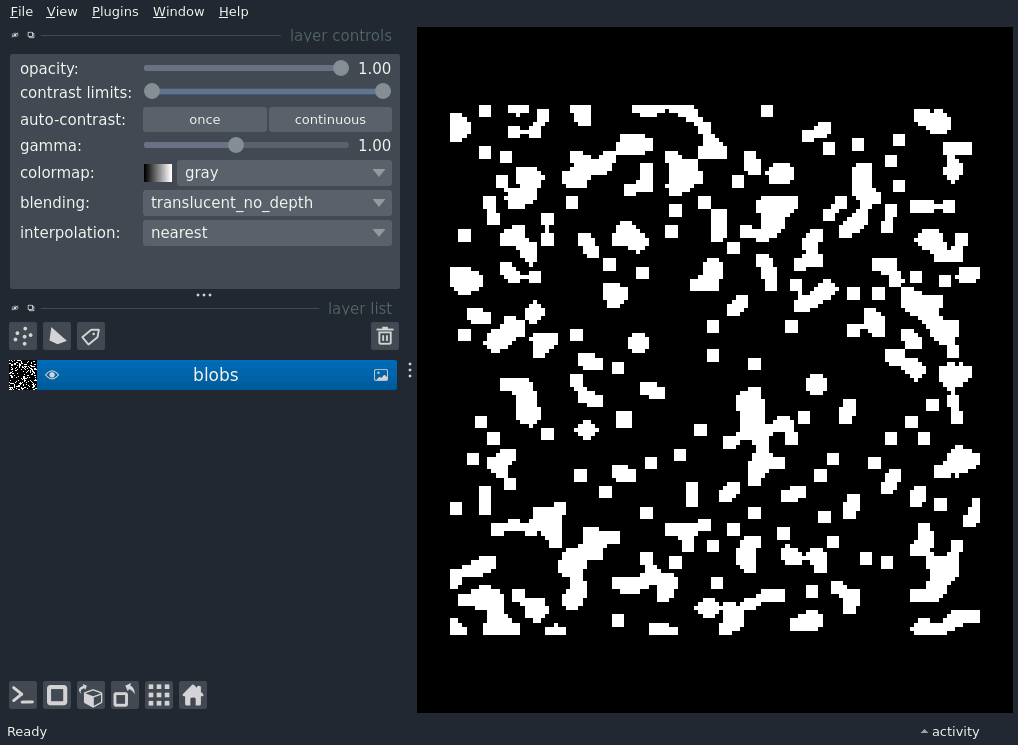 File View Plugins Window Help
layer controls
opacity: 1.00
contrast limits:
auto-contrast: once continuous
gamma: 1.00
colormap: gray
blending: translucent_no_depth
interpolation: nearest
layer list
blobs
Ready activity